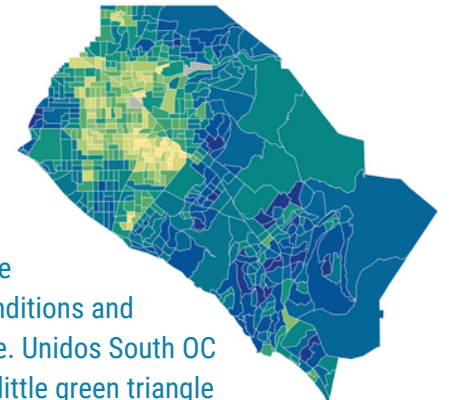 e
nditions and
e. Unidos South OC
little green triangle